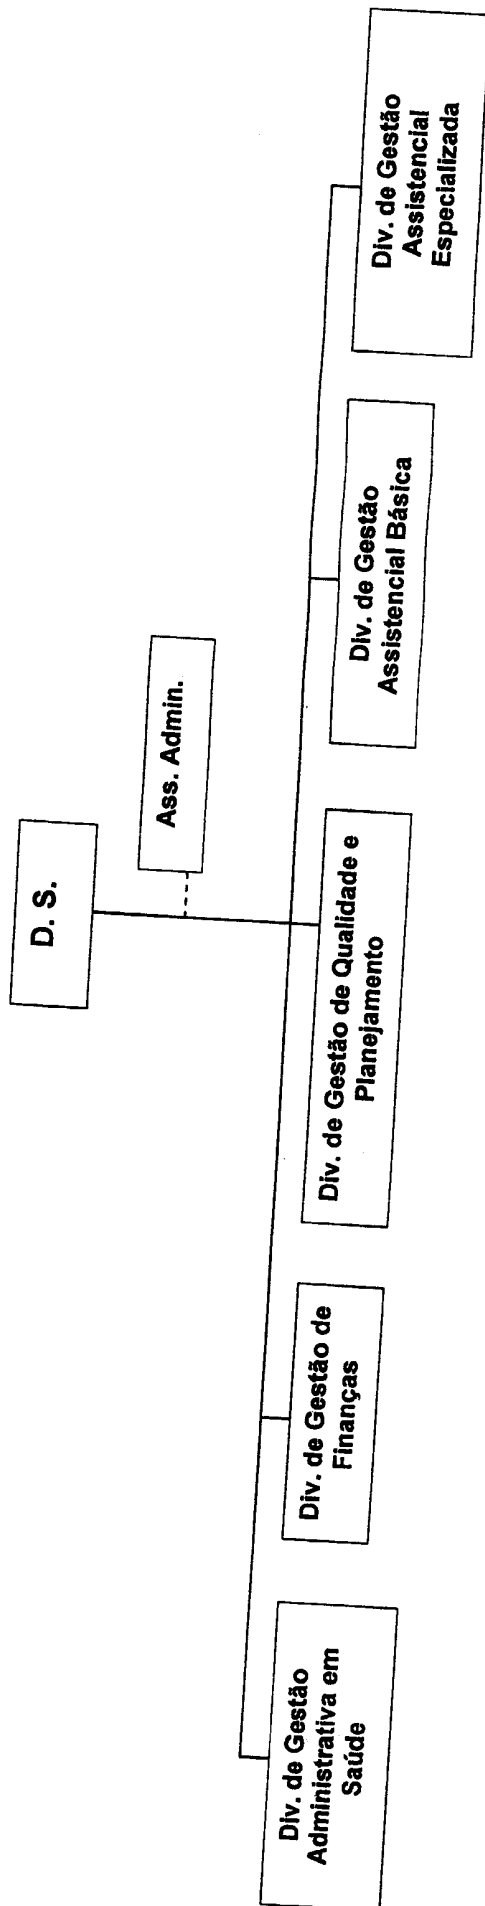 D. S.
Ass. Admin.
Div. de Gestão
Administrativa em
Saúde
Div. de Gestão de
Finanças
Div. de Gestão de Qualidade e
Planejamento
Div. de Gestão
Assistencial Básica
Div. de Gestão
Assistencial
Especializada